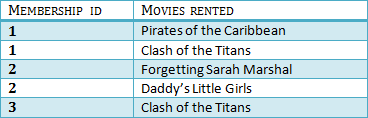 MEMBERSHIP ID MOVIES RENTED
1 Pirates of the Caribbean
1 Clash of the Titans
2 Forgetting Sarah Marshal
2 Daddy's Little Girls
3 Clash of the Titans